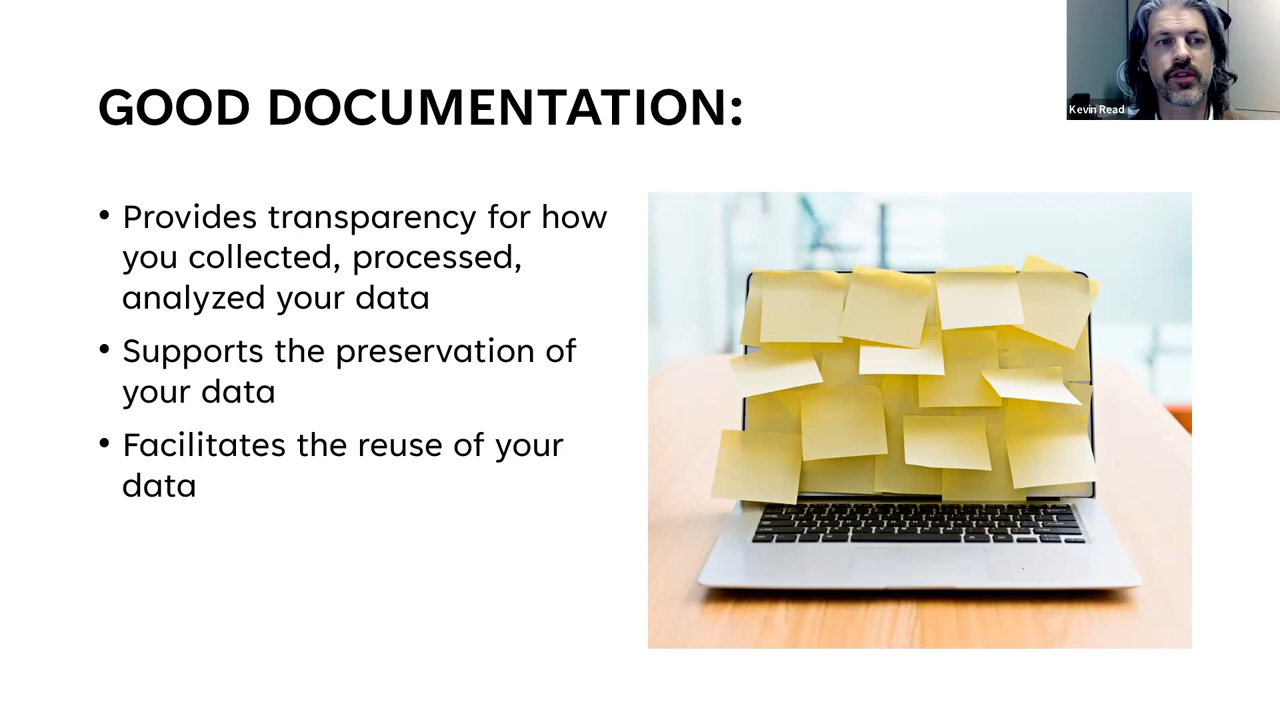 GOOD DOCUMENTATION:
Kevin Read
• Provides transparency for how
you collected, processed,
analyzed your data
• Supports the preservation of
your data
• Facilitates the reuse of your
data